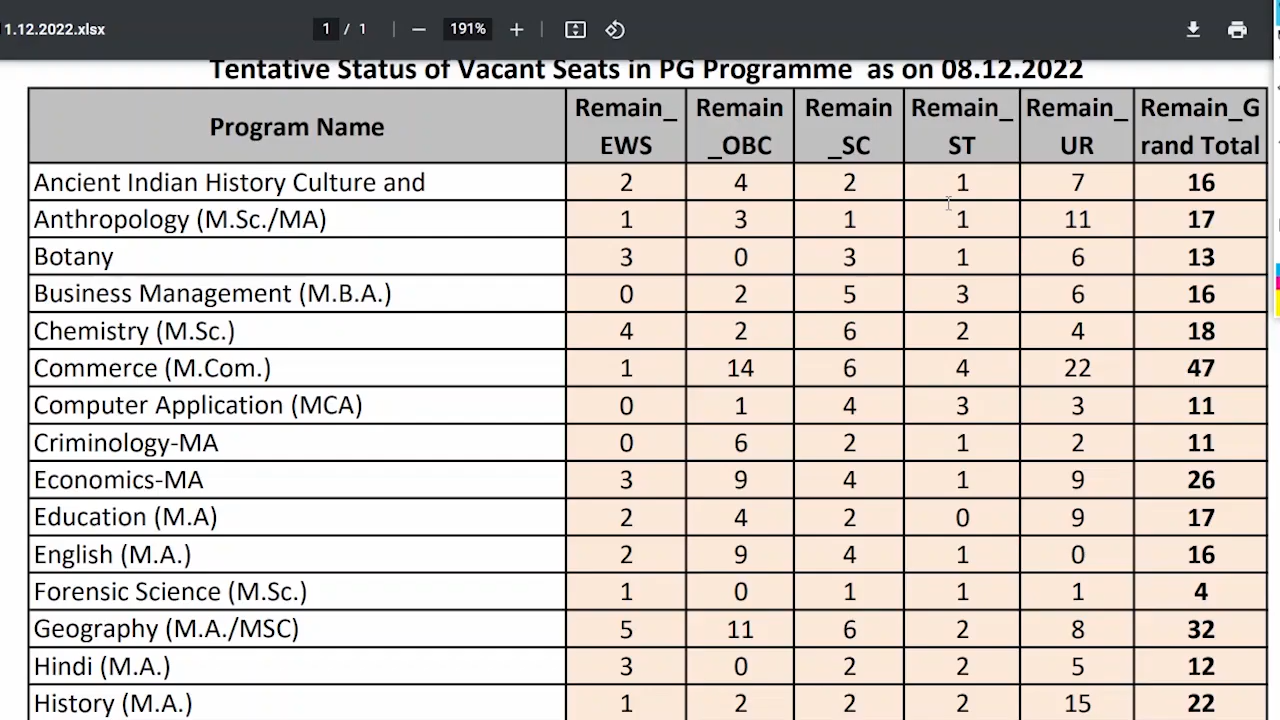 1.12.2022.xlsx 1 / 1 191%
Tentative Status of Vacant Seats in PG Programme as on 08.12.2022
Program Name Remain_EWS Remain_OBC Remain_SC Remain_ST Remain_UR Remain_Grand Total
Ancient Indian History Culture and 2 4 2 1 7 16
Anthropology (M.Sc./MA) 1 3 1 1 11 17
Botany 3 0 3 1 6 13
Business Management (M.B.A.) 0 2 5 3 6 16
Chemistry (M.Sc.) 4 2 6 2 4 18
Commerce (M.Com.) 1 14 6 4 22 47
Computer Application (MCA) 0 1 4 3 3 11
Criminology-MA 0 6 2 1 2 11
Economics-MA 3 9 4 1 9 26
Education (M.A) 2 4 2 0 9 17
English (M.A.) 2 9 4 1 0 16
Forensic Science (M.Sc.) 1 0 1 1 1 4
Geography (M.A./MSC) 5 11 6 2 8 32
Hindi (M.A.) 3 0 2 2 5 12
History (M.A.) 1 2 2 2 15 22